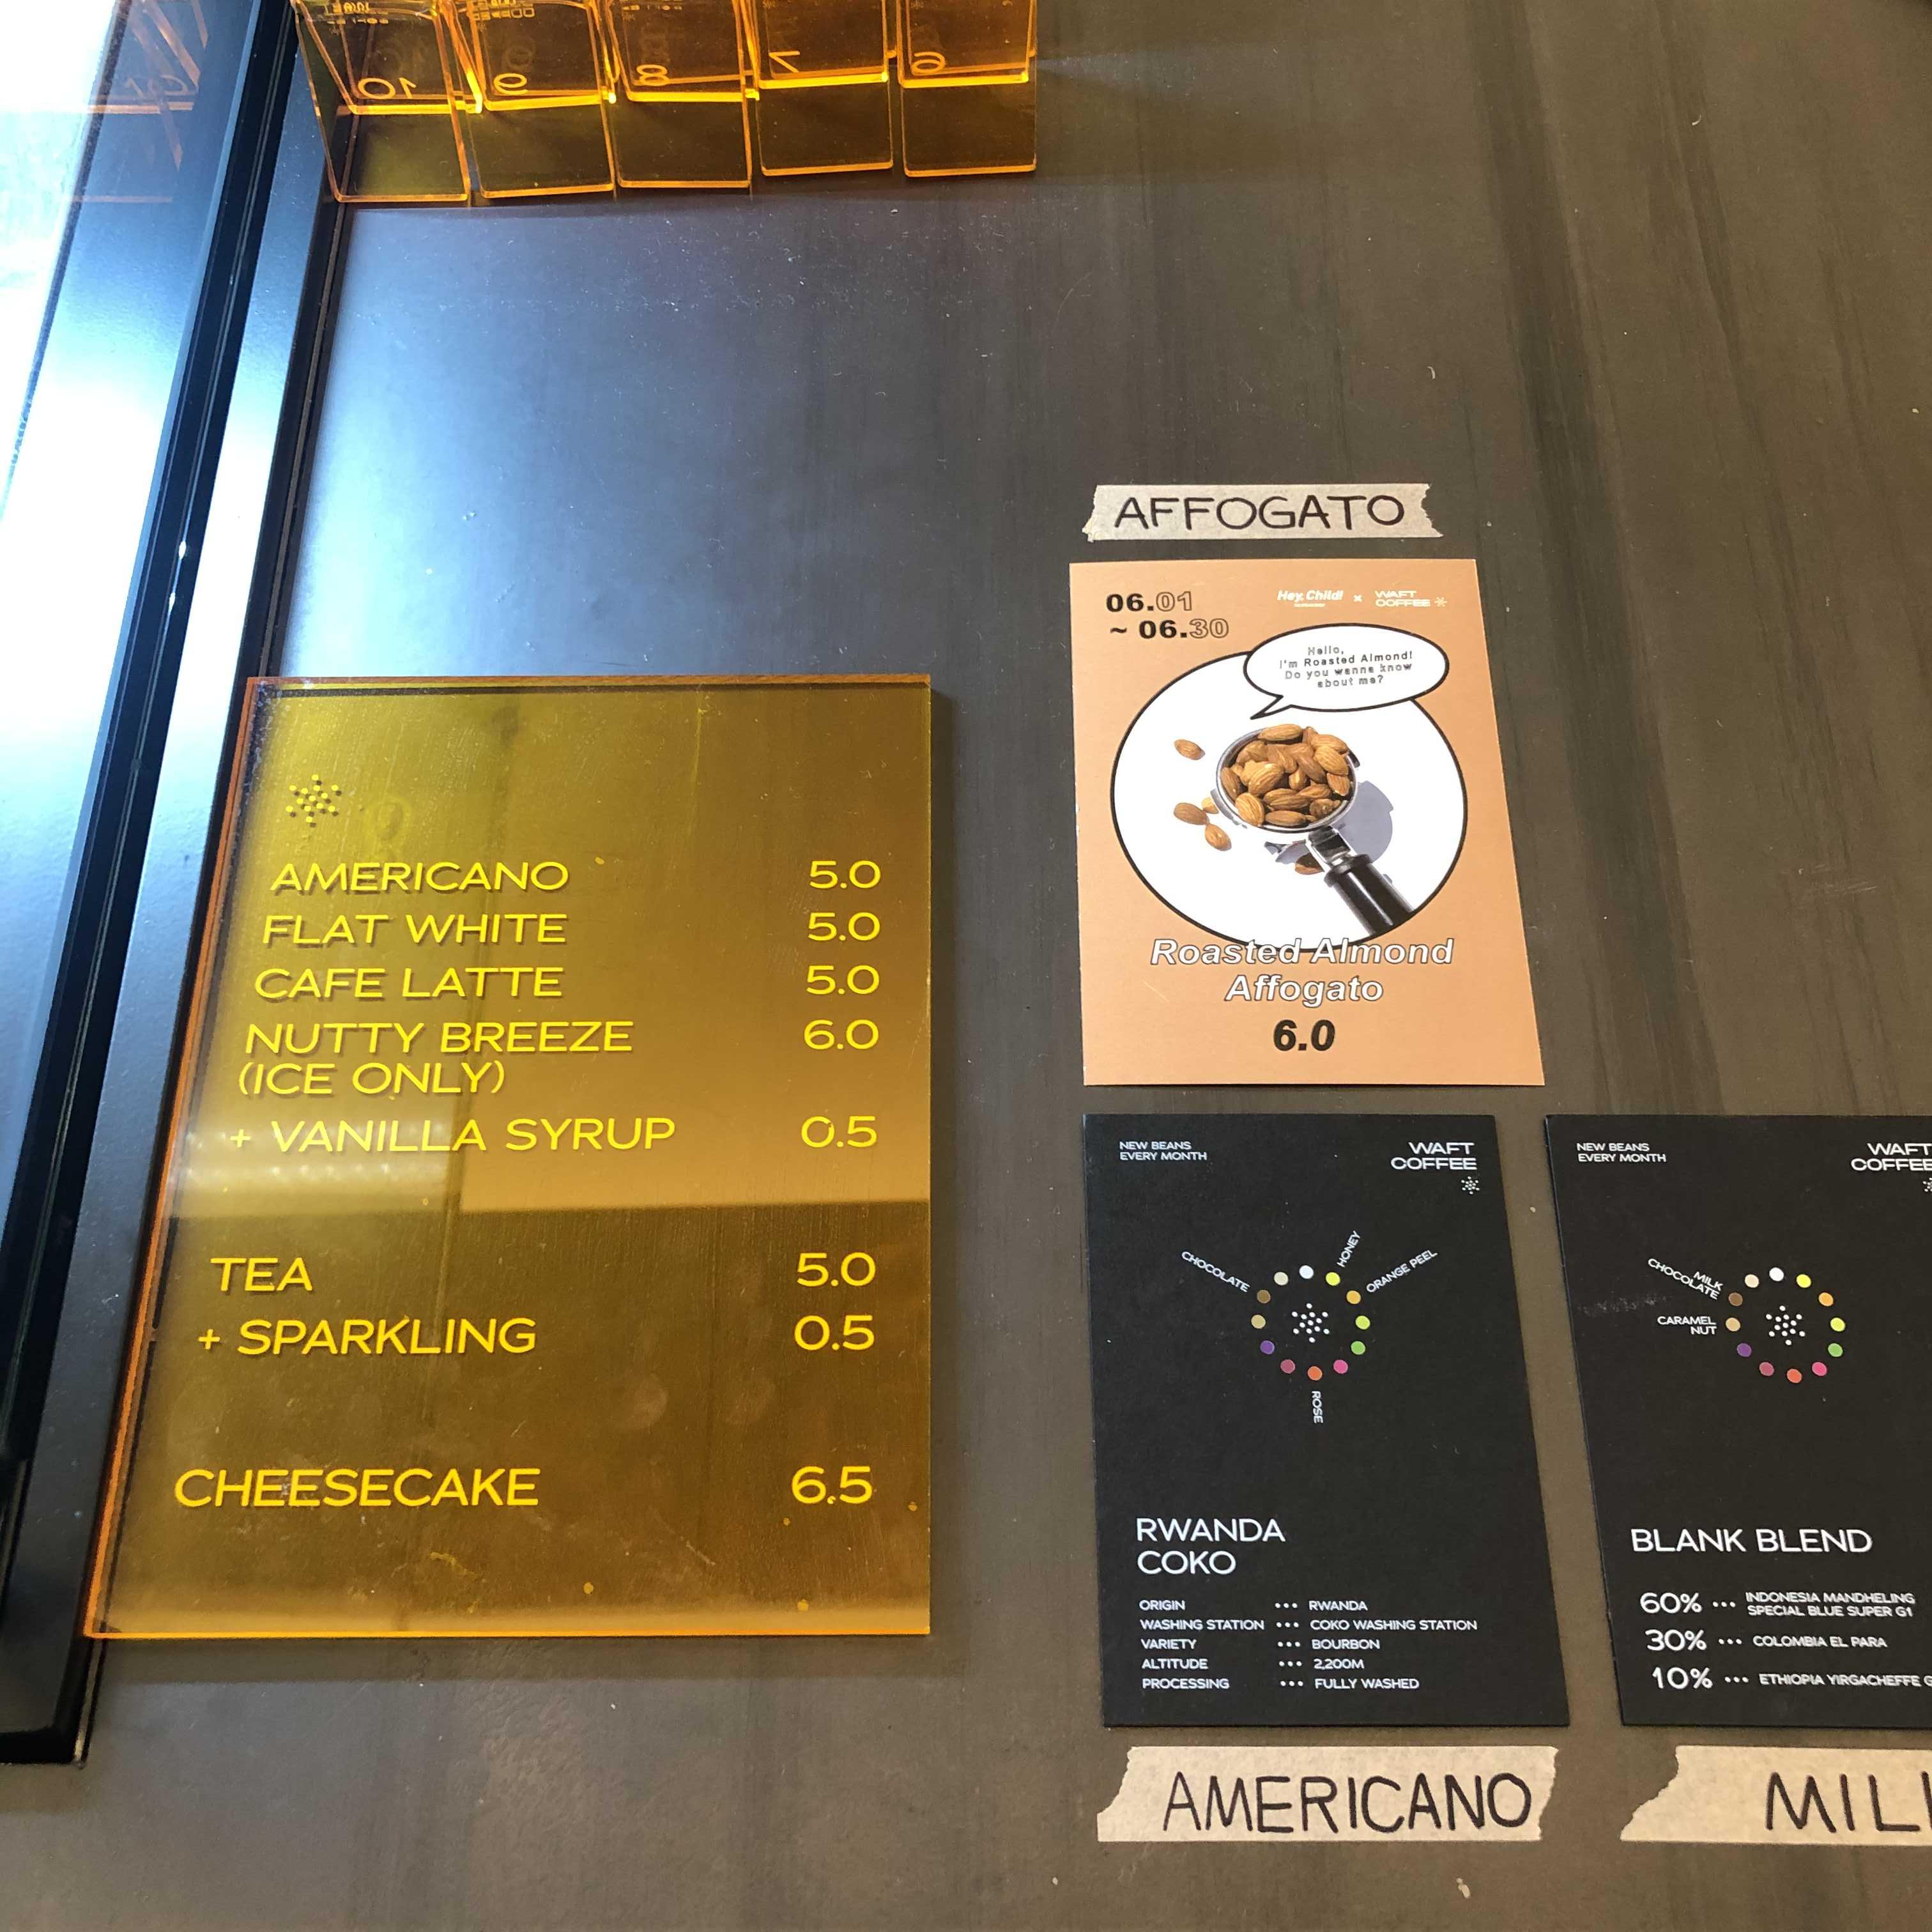 10
9
8
7
6
AMERICANO 5.0
FLAT WHITE 5.0
CAFE LATTE 5.0
NUTTY BREEZE 6.0
(ICE ONLY)
+ VANILLA SYRUP 0.5
TEA 5.0
+ SPARKLING 0.5
CHEESECAKE 6.5
AFFOGATO
06.01
~ 06.30
Hey, Child! × WAFT
COFFEE
Hello,
I'm Roasted Almond!
Do you wanna know
about me?
Roasted Almond
Affogato
6.0
NEW BEANS
EVERY MONTH
WAFT
COFFEE
CHOCOLATE
HONEY
ORANGE PEEL
ROSE
RWANDA
COKO
ORIGIN ••• RWANDA
WASHING STATION ••• COKO WASHING STATION
VARIETY ••• BOURBON
ALTITUDE ••• 2,200M
PROCESSING ••• FULLY WASHED
AMERICANO
NEW BEANS
EVERY MONTH
WAFT
COFFEE
MILK
CHOCOLATE
CARAMEL
NUT
BLANK BLEND
60% ••• INDONESIA MANDHELING
SPECIAL BLUE SUPER G1
30% ••• COLOMBIA EL PARA
10% ••• ETHIOPIA YIRGACHEFFE